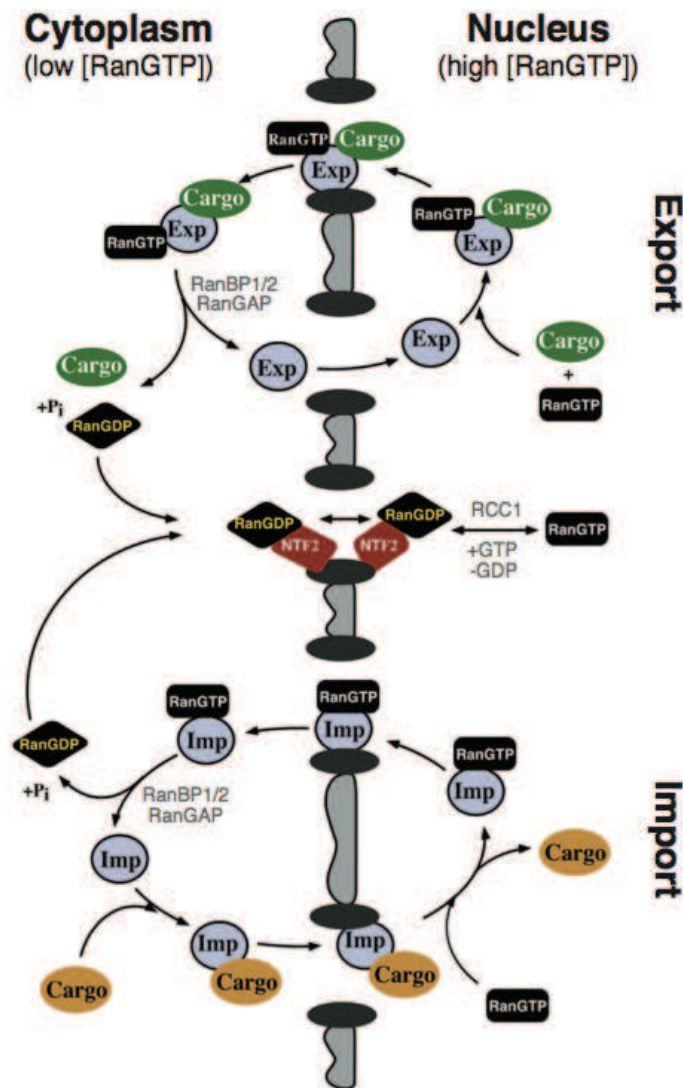 Cytoplasm
(low [RanGTP])
Nucleus
(high [RanGTP])
RanGTP
Cargo
Exp
Cargo
RanGTP
Exp
RanGTP
Cargo
Exp
Export
RanBP1/2
RanGAP
Exp
Exp
Cargo
+
RanGTP
Cargo
+Pi
RanGDP
RanGDP
NTF2
RanGDP
NTF2
RCC1
+GTP
-GDP
RanGTP
RanGTP
Imp
RanGTP
Imp
RanGTP
Imp
RanGDP
+Pi
RanBP1/2
RanGAP
Import
Imp
Cargo
Imp
Cargo
Imp
Cargo
Cargo
RanGTP